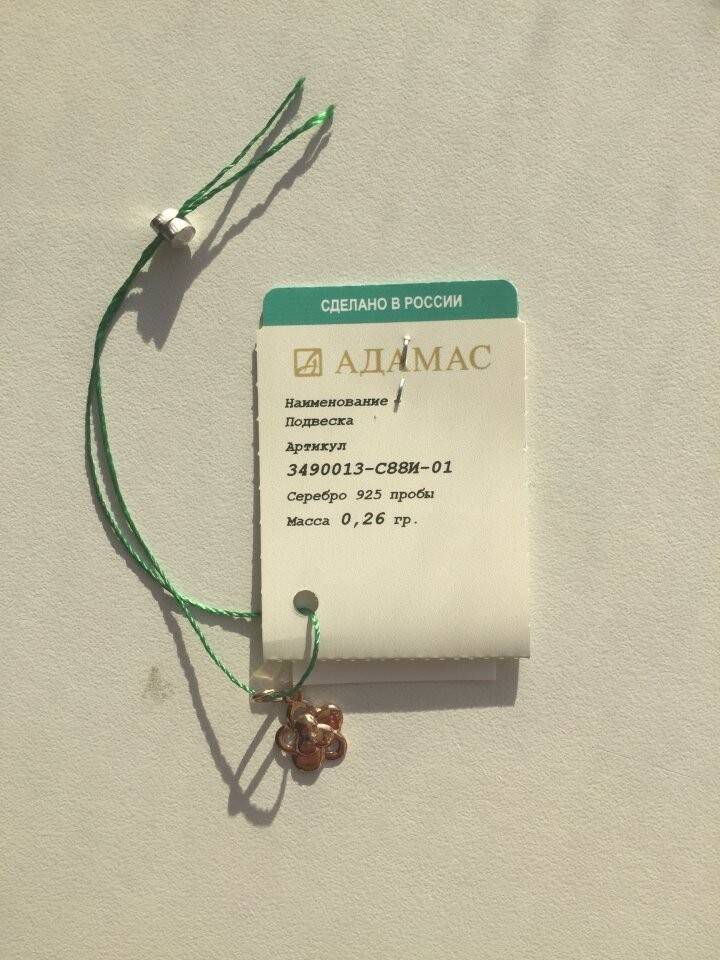 СДЕЛАНО В РОССИИ
АДАМАС
Наименование
Подвеска
Артикул
3490013-С88И-01
Серебро 925 пробы
Масса 0,26 гр.